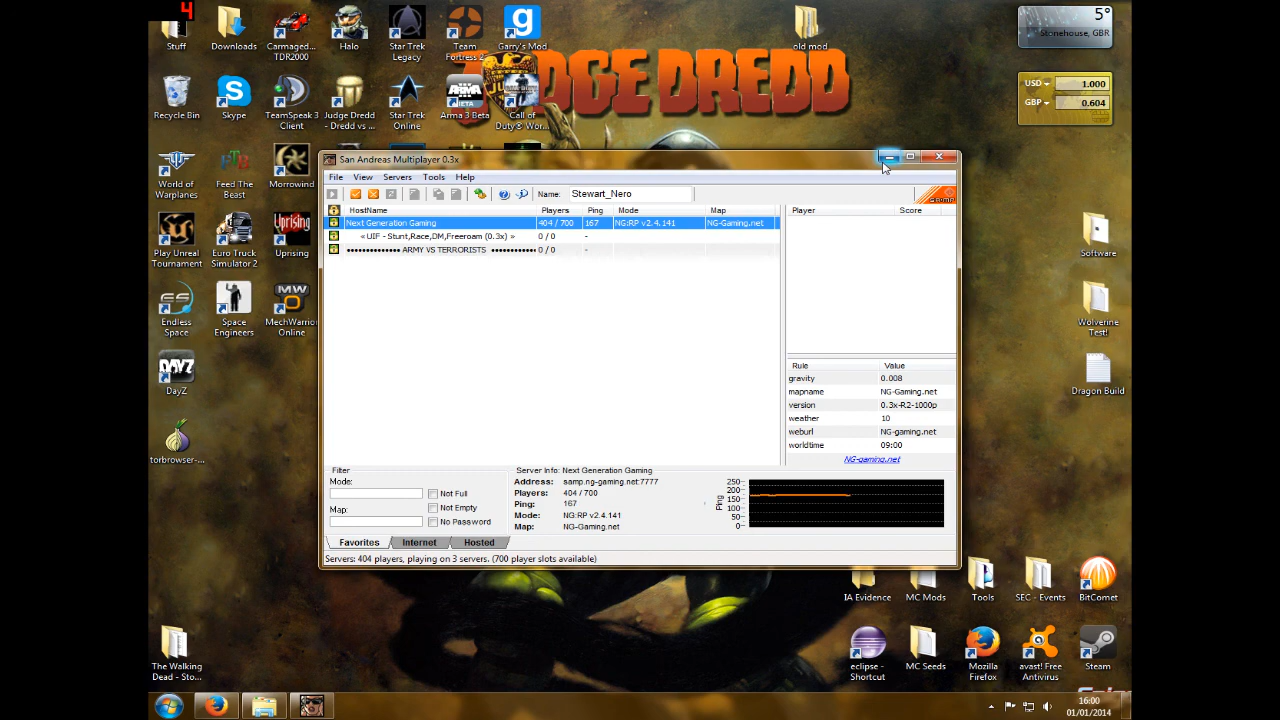 4
Stuff
Downloads
Carmaged... TDR2000
Halo
Star Trek Legacy
Team Fortress 2
Garry's Mod
old mod
5°
Stonehouse, GBR
JUDGE DREDD
USD 1.000
GBP 0.604
Recycle Bin
Skype
TeamSpeak 3 Client
Judge Dredd - Dredd vs ...
Star Trek Online
Arma 3 Beta
Call of Duty® Wor...
World of Warplanes
Feed The Beast
Morrowind
Play Unreal Tournament
Euro Truck Simulator 2
Uprising
Endless Space
Space Engineers
MechWarrior Online
DayZ
torbrowser-...
Software
Wolverine Test!
Dragon Build
San Andreas Multiplayer 0.3x
File View Servers Tools Help
Name: Stewart_Nero
HostName Players Ping Mode Map
Next Generation Gaming 404 / 700 167 NG:RP v2.4.141 NG-Gaming.net
« UIF - Stunt,Race,DM,Freeroam (0.3x) » 0 / 0 -
•••••••••••••• ARMY VS TERRORISTS •••••••••••• 0 / 0 -
Player Score
Rule Value
gravity 0.008
mapname NG-Gaming.net
version 0.3x-R2-1000p
weather 10
weburl NG-gaming.net
worldtime 09:00
NG-gaming.net
Filter
Mode:
Not Full
Not Empty
Map:
No Password
Server Info: Next Generation Gaming
Address: samp.ng-gaming.net:7777
Players: 404 / 700
Ping: 167
Mode: NG:RP v2.4.141
Map: NG-Gaming.net
Ping
250
200
150
100
50
0
Favorites Internet Hosted
Servers: 404 players, playing on 3 servers. (700 player slots available)
IA Evidence
MC Mods
Tools
SEC - Events
BitComet
The Walking Dead - Sto...
eclipse - Shortcut
MC Seeds
Mozilla Firefox
avast! Free Antivirus
Steam
16:00
01/01/2014